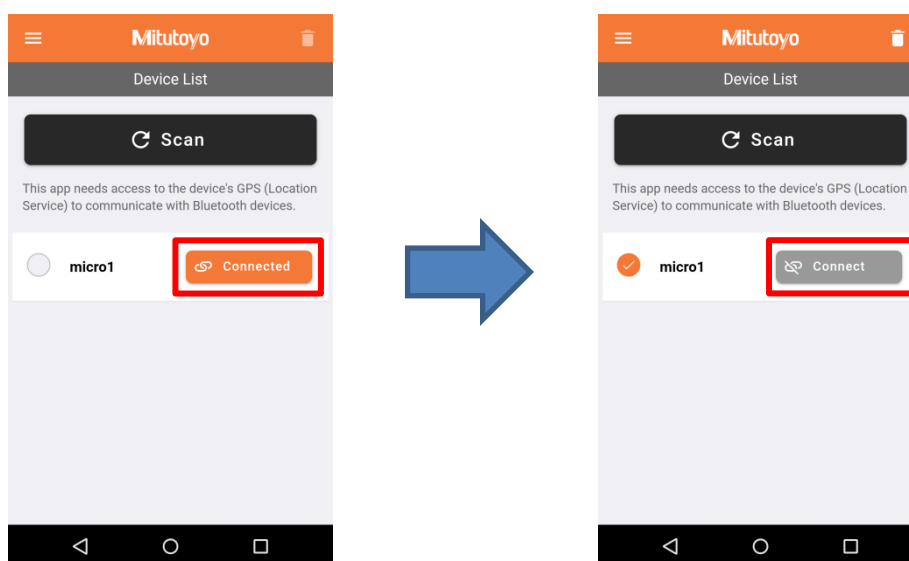 Mitutoyo
Device List
Scan
This app needs access to the device's GPS (Location
Service) to communicate with Bluetooth devices.
micro1
Connected
Mitutoyo
Device List
Scan
This app needs access to the device's GPS (Location
Service) to communicate with Bluetooth devices.
micro1
Connect